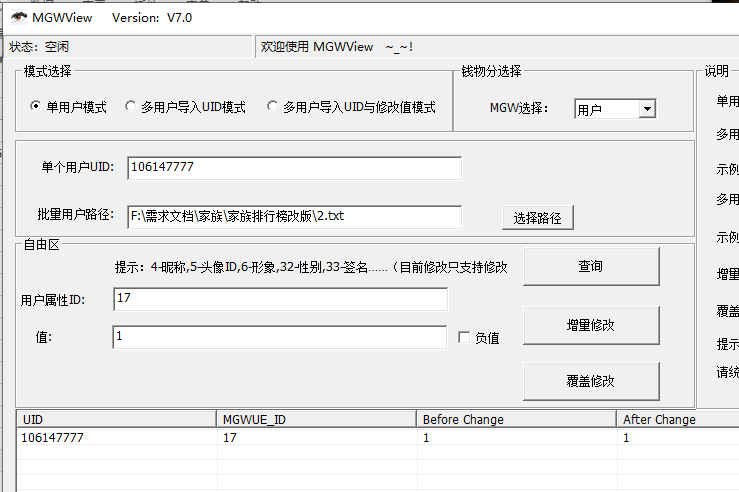 MGWView Version: V7.0
状态: 空闲
欢迎使用 MGWView ~_~!
模式选择
钱物分选择
说明
单用户模式
多用户导入UID模式
多用户导入UID与修改值模式
MGW选择:
用户
单用
多用
单个用户UID:
106147777
示例
多用
批量用户路径:
F:\需求文档\家族\家族排行榜改版\2.txt
选择路径
示例
自由区
提示: 4-昵称,5-头像ID,6-形象,32-性别,33-签名……（目前修改只支持修改
查询
增量
用户属性ID:
17
覆盖
值:
1
负值
增量修改
提示
请统
覆盖修改
UID MGWUE_ID Before Change After Change
106147777 17 1 1